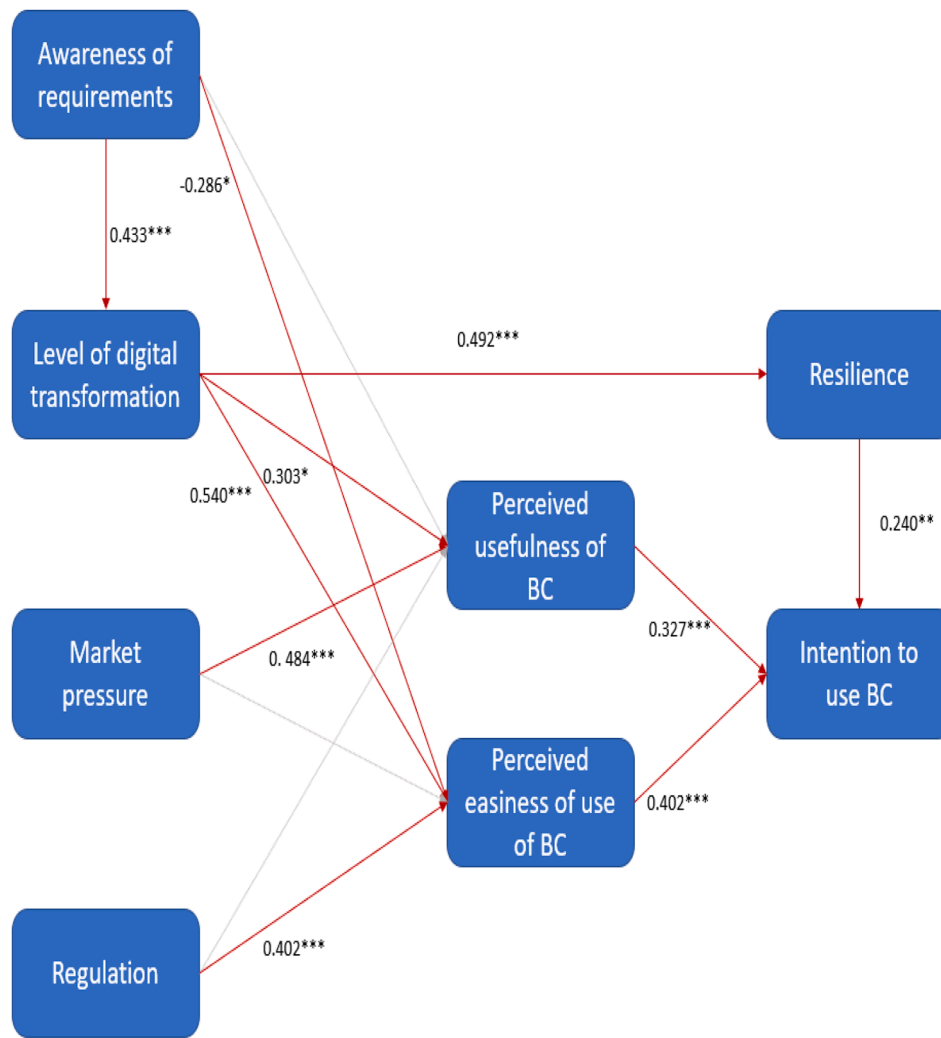 Awareness of
requirements
-0.286*
0.433***
Level of digital
transformation
0.492***
Resilience
0.303*
0.540***
Perceived
usefulness of
BC
0.240**
Market
pressure
0. 484***
0.327***
Intention to
use BC
Perceived
easiness of use
of BC
0.402***
Regulation
0.402***